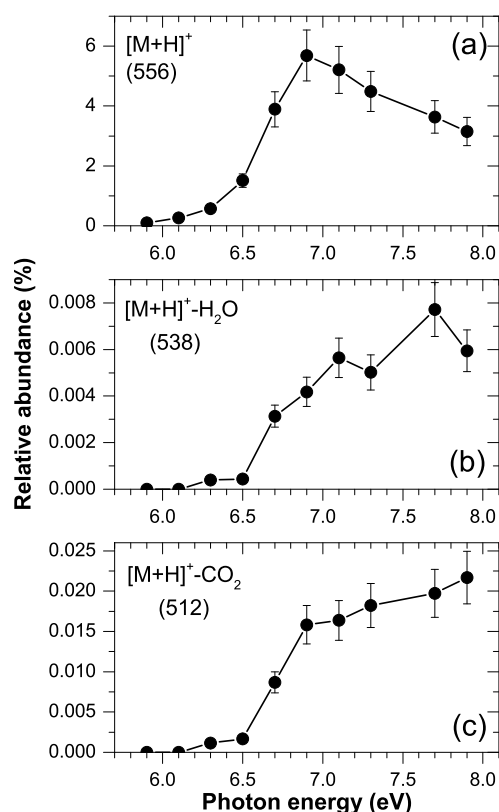 [M+H]⁺
(556)
(a)
6
4
2
0
6.0 6.5 7.0 7.5 8.0
[M+H]⁺-H₂O
(538)
(b)
0.008
0.006
0.004
0.002
0.000
6.0 6.5 7.0 7.5 8.0
Relative abundance (%)
[M+H]⁺-CO₂
(512)
(c)
0.025
0.020
0.015
0.010
0.005
0.000
6.0 6.5 7.0 7.5 8.0
Photon energy (eV)